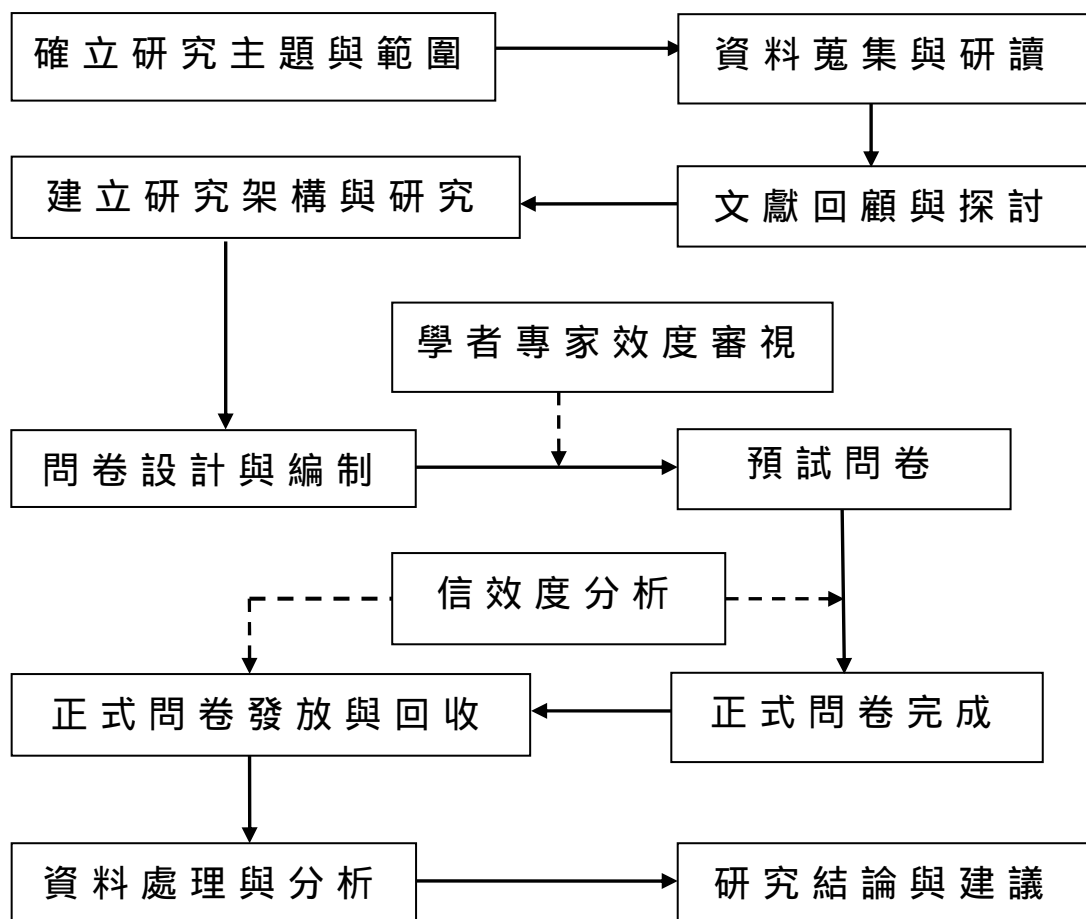 確立研究主題與範圍
資料蒐集與研讀
建立研究架構與研究
文獻回顧與探討
學者專家效度審視
問卷設計與編制
預試問卷
信效度分析
正式問卷發放與回收
正式問卷完成
資料處理與分析
研究結論與建議